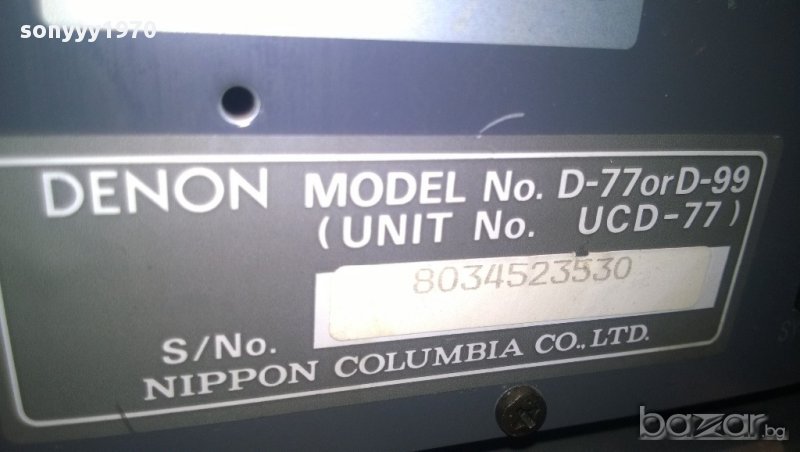 sonyyy1970
DENON MODEL No. D-77orD-99
(UNIT No. UCD-77)
8034523530
S/No.
NIPPON COLUMBIA CO., LTD.
bazar.bg